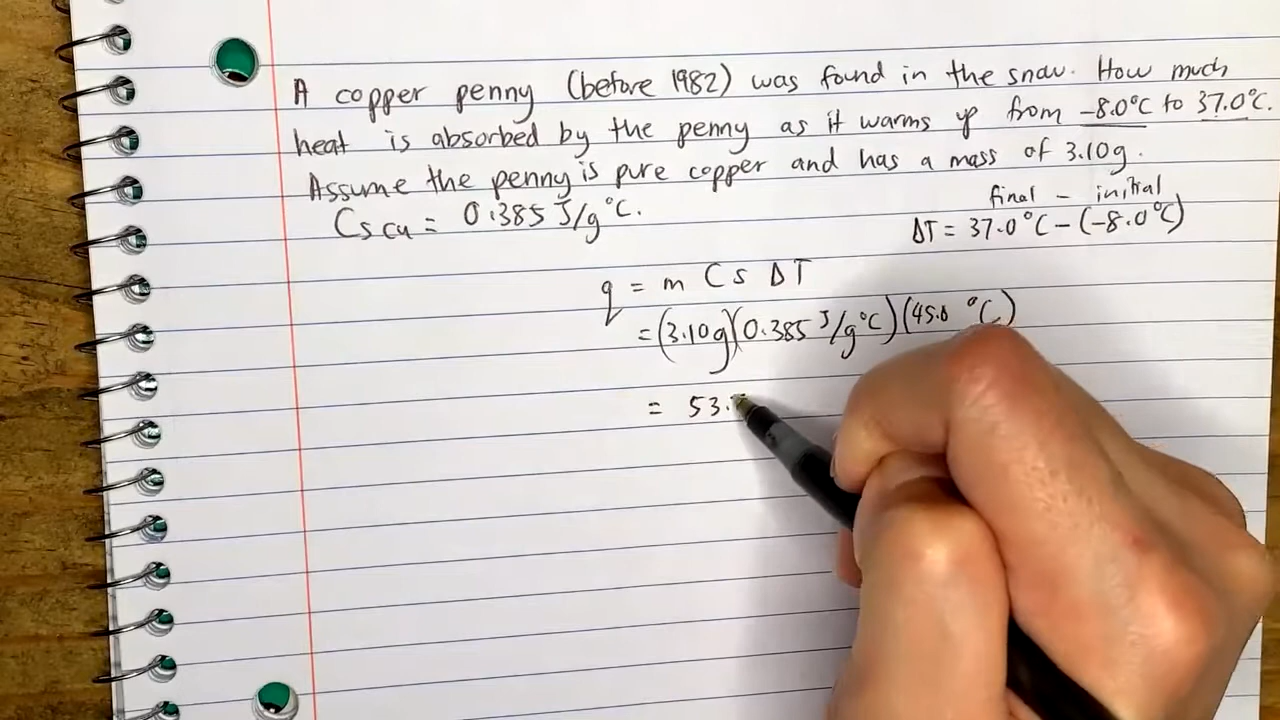 A copper penny (before 1982) was found in the snow. How much
heat is absorbed by the penny as it warms up from -8.0°C to 37.0°C.
Assume the penny is pure copper and has a mass of 3.10g.
Cs Cu = 0.385 J/g°C.
final - initial
ΔT = 37.0°C - (-8.0°C)
q = m Cs ΔT
= (3.10g)(0.385 J/g°C)(45.0 °C)
= 53.